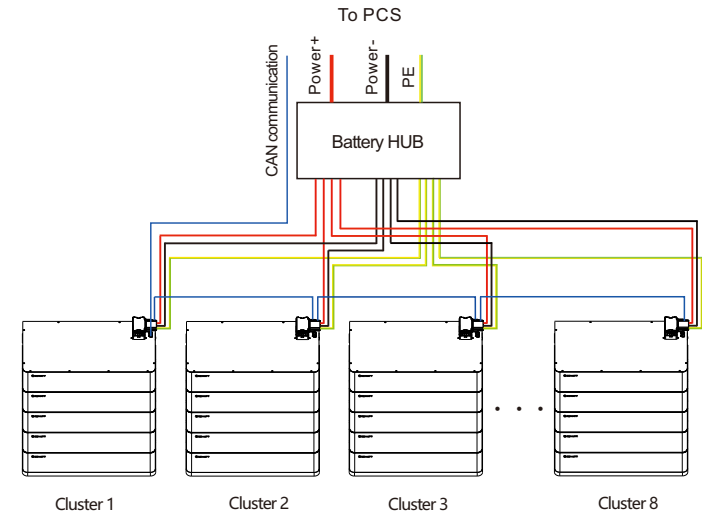 To PCS
CAN communication
Power+
Power-
PE
Battery HUB
Cluster 1
Cluster 2
Cluster 3
. . .
Cluster 8